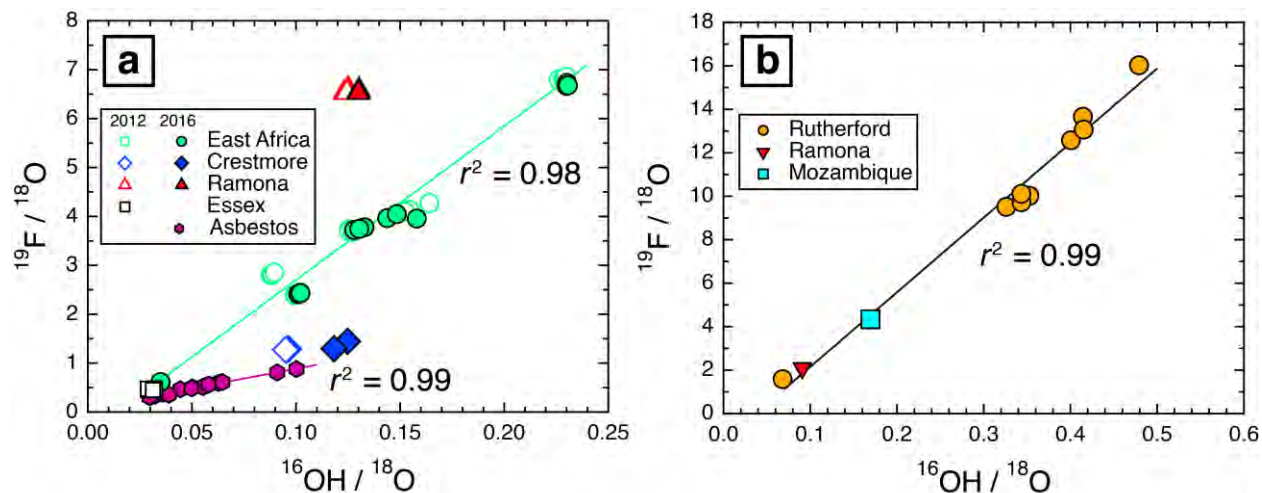 a
¹⁹F / ¹⁸O
8
7
6
5
4
3
2
1
0
2012 2016
East Africa
Crestmore
Ramona
Essex
Asbestos
r² = 0.98
r² = 0.99
0.00 0.05 0.10 0.15 0.20 0.25
¹⁶OH / ¹⁸O
b
¹⁹F / ¹⁸O
18
16
14
12
10
8
6
4
2
0
Rutherford
Ramona
Mozambique
r² = 0.99
0.0 0.1 0.2 0.3 0.4 0.5 0.6
¹⁶OH / ¹⁸O